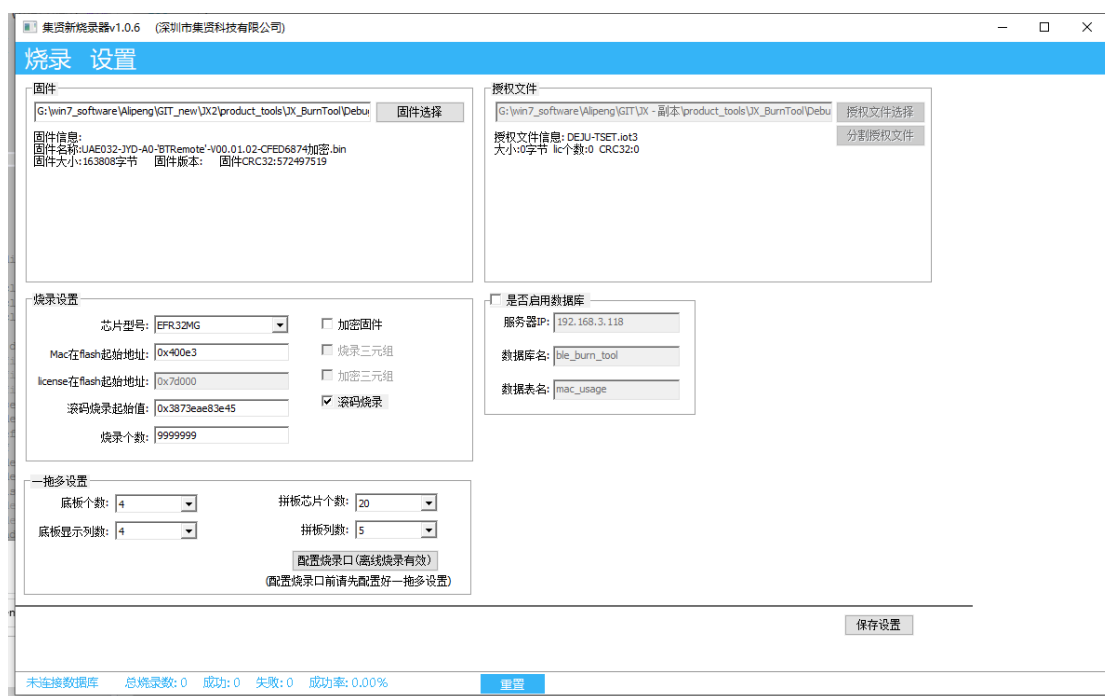 集贤新烧录器v1.0.6 (深圳市集贤科技有限公司)
烧录 设置
固件
G:\win7_software\Alipeng\GIT_new\JX2\product_tools\JX_BurnTool\Debug
固件选择
固件信息:
固件名称:UAE032-JYD-A0-'BTRemote'-V00.01.02-CFED6874加密.bin
固件大小:163808字节 固件版本: 固件CRC32:572497519
授权文件
G:\win7_software\Alipeng\GIT\JX - 副本\product_tools\JX_BurnTool\Debu
授权文件选择
授权文件信息: DEJU-TSET.iot3
大小:0字节 lic个数:0 CRC32:0
分割授权文件
烧录设置
芯片型号: EFR32MG
加密固件
Mac在flash起始地址: 0x400e3
烧录三元组
license在flash起始地址: 0x7d000
加密三元组
滚码烧录起始值: 0x3873eae83e45
滚码烧录
烧录个数: 9999999
是否启用数据库
服务器IP: 192.168.3.118
数据库名: ble_burn_tool
数据表名: mac_usage
一拖多设置
底板个数: 4
拼板芯片个数: 20
底板显示列数: 4
拼板列数: 5
配置烧录口(离线烧录有效)
(配置烧录口前请先配置好一拖多设置)
保存设置
未连接数据库 总烧录数: 0 成功: 0 失败: 0 成功率: 0.00%
重置